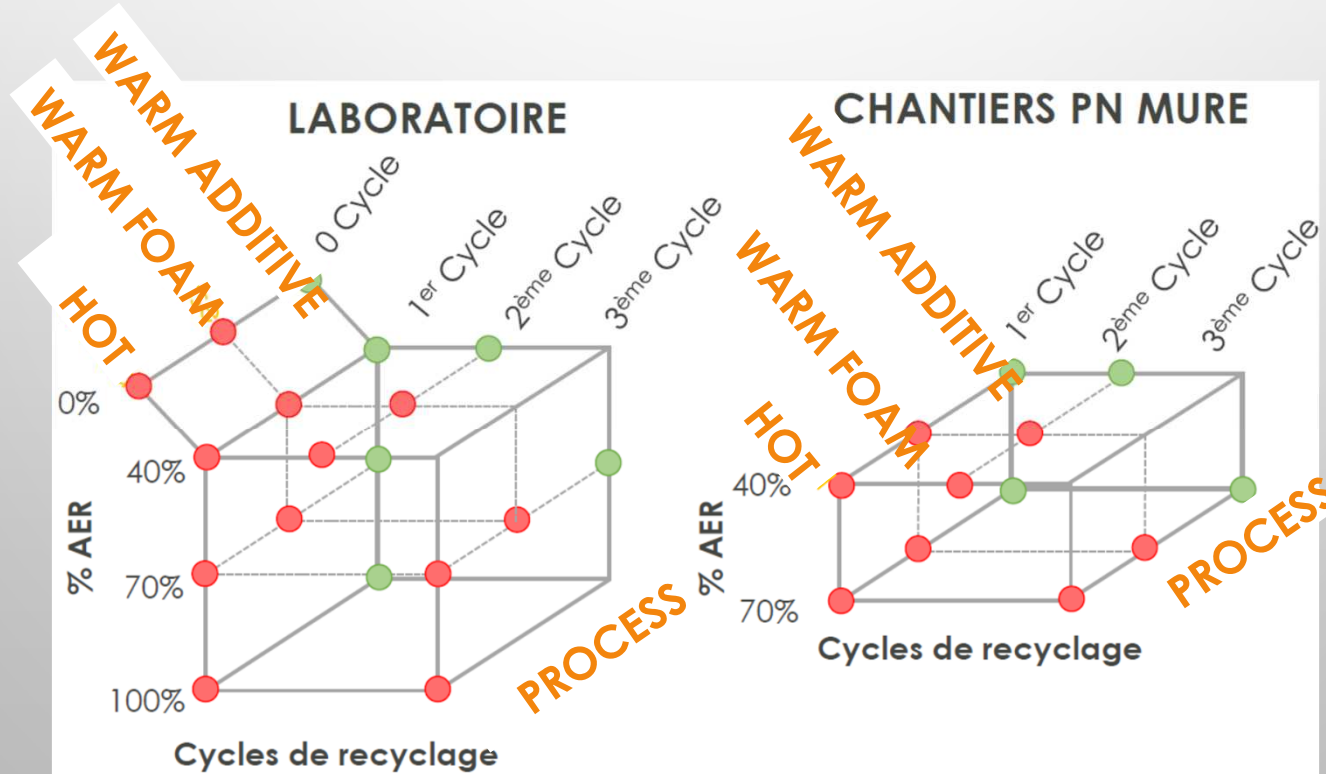 LABORATOIRE
WARM ADDITIVE
WARM FOAM
HOT
0 Cycle
1er Cycle
2ème Cycle
3ème Cycle
0%
40%
70%
100%
% AER
PROCESS
Cycles de recyclage
CHANTIERS PN MURE
WARM ADDITIVE
WARM FOAM
HOT
1er Cycle
2ème Cycle
3ème Cycle
40%
70%
% AER
PROCESS
Cycles de recyclage